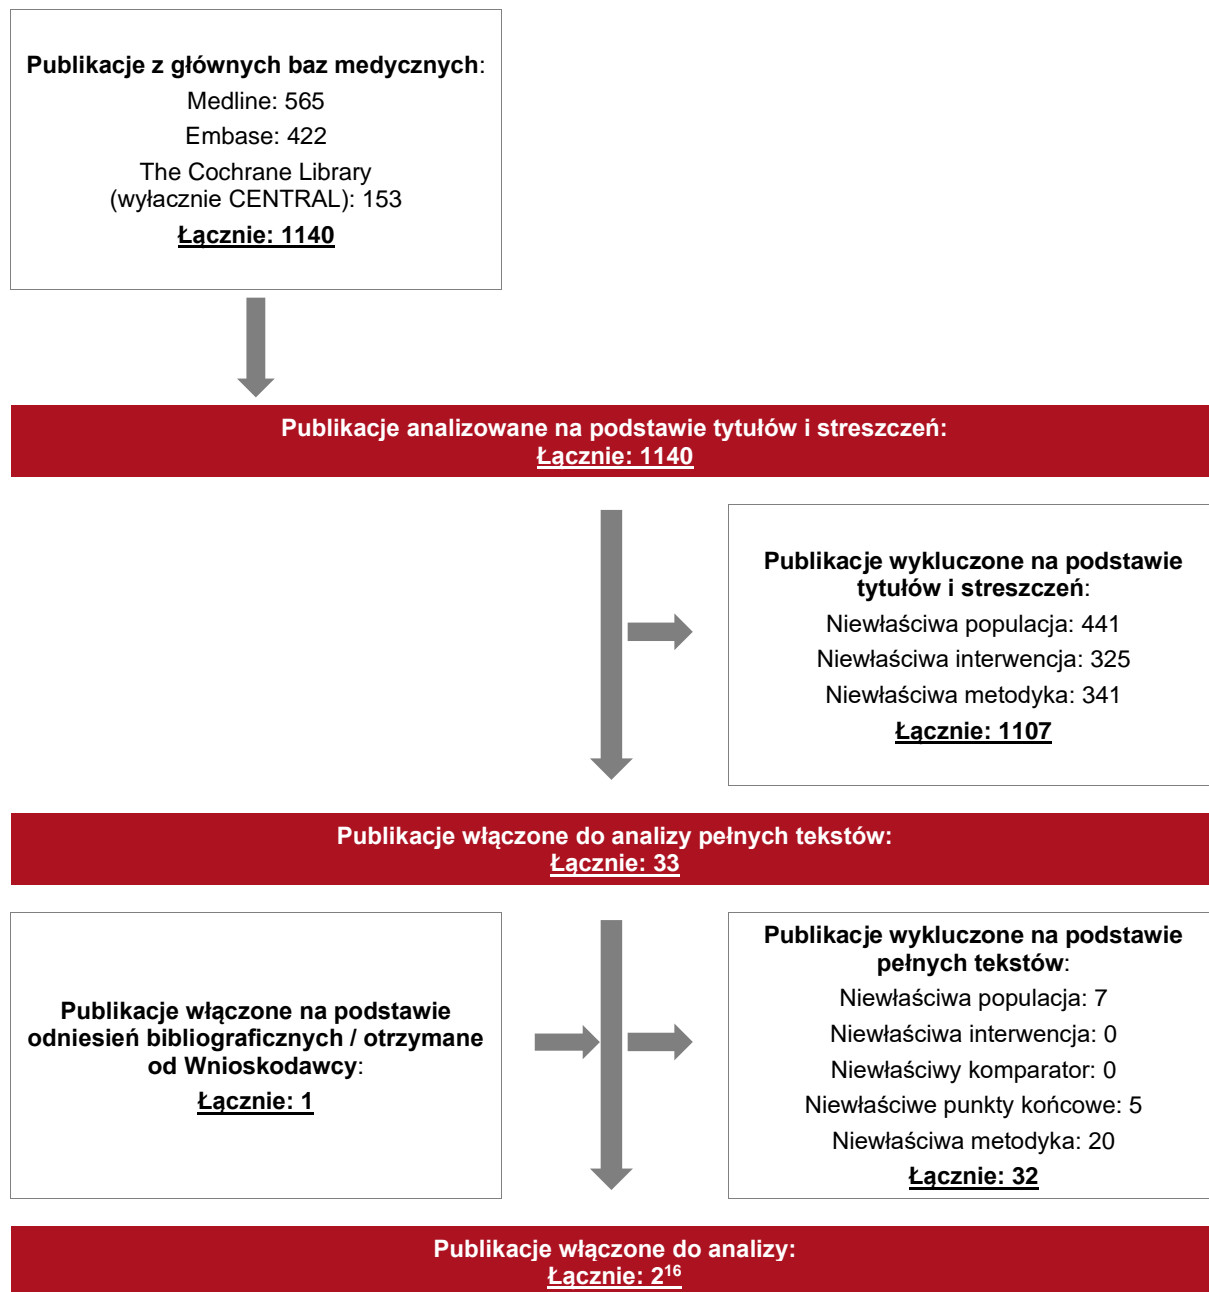 Publikacje z głównych baz medycznych:
Medline: 565
Embase: 422
The Cochrane Library
(wyłacznie CENTRAL): 153
Łącznie: 1140
Publikacje analizowane na podstawie tytułów i streszczeń:
Łącznie: 1140
Publikacje wykluczone na podstawie
tytułów i streszczeń:
Niewłaściwa populacja: 441
Niewłaściwa interwencja: 325
Niewłaściwa metodyka: 341
Łącznie: 1107
Publikacje włączone do analizy pełnych tekstów:
Łącznie: 33
Publikacje włączone na podstawie
odniesień bibliograficznych / otrzymane
od Wnioskodawcy:
Łącznie: 1
Publikacje wykluczone na podstawie
pełnych tekstów:
Niewłaściwa populacja: 7
Niewłaściwa interwencja: 0
Niewłaściwy komparator: 0
Niewłaściwe punkty końcowe: 5
Niewłaściwa metodyka: 20
Łącznie: 32
Publikacje włączone do analizy:
Łącznie: 2¹⁶